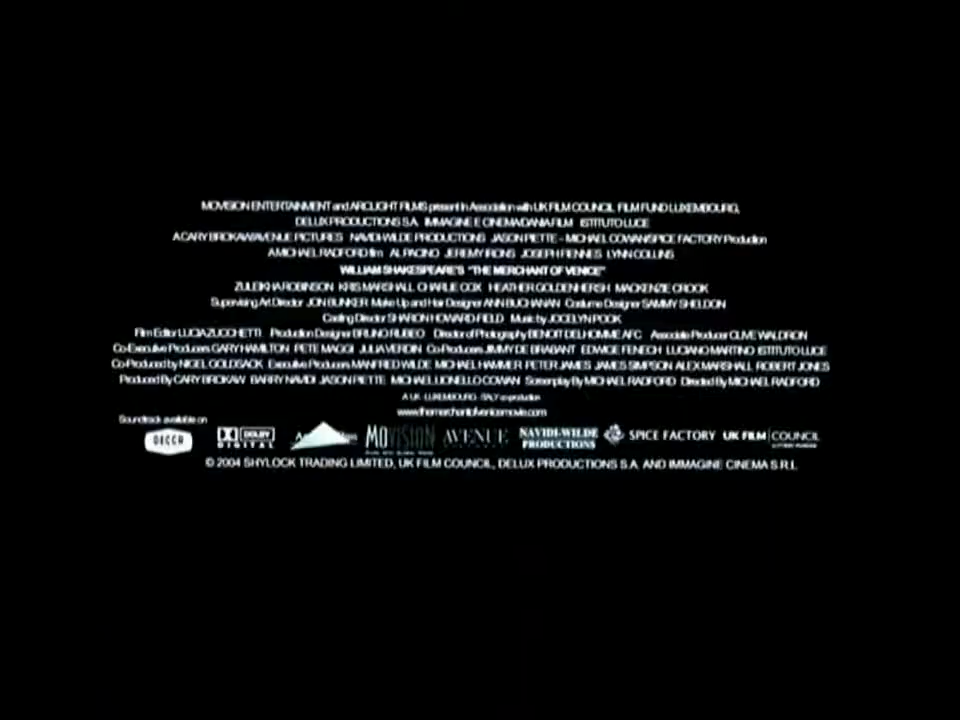 MOVISION ENTERTAINMENT and ARCLIGHT FILMS present In Association with UK FILM COUNCIL FILM FUND LUXEMBOURG,
DELUX PRODUCTIONS S.A. IMMAGINE E CINEMA/DANIA FILM ISTITUTO LUCE
A CARY BROKAW/AVENUE PICTURES NAVIDI-WILDE PRODUCTIONS JASON PIETTE - MICHAEL COWAN/SPICE FACTORY Production
A MICHAEL RADFORD film AL PACINO JEREMY IRONS JOSEPH FIENNES LYNN COLLINS
WILLIAM SHAKESPEARE'S "THE MERCHANT OF VENICE"
ZULEIKHA ROBINSON KRIS MARSHALL CHARLIE COX HEATHER GOLDENHERSH MACKENZIE CROOK
Supervising Art Director JON BUNKER Make Up and Hair Designer ANN BUCHANAN Costume Designer SAMMY SHELDON
Casting Director SHARON HOWARD FIELD Music by JOCELYN POOK
Film Editor LUCIA ZUCCHETTI Production Designer BRUNO RUBEO Director of Photography BENOIT DELHOMME AFC Associate Producer CLIVE WALDRON
Co-Executive Producers GARY HAMILTON PETE MAGGI JULIA VERDIN Co-Producers JIMMY DE BRABANT EDWIGE FENECH LUCIANO MARTINO ISTITUTO LUCE
Co-Produced by NIGEL GOLDSACK Executive Producers MANFRED WILDE MICHAEL HAMMER PETER JAMES JAMES SIMPSON ALEX MARSHALL ROBERT JONES
Produced By CARY BROKAW BARRY NAVIDI JASON PIETTE MICHAEL LIONELLO COWAN Screenplay By MICHAEL RADFORD Directed By MICHAEL RADFORD
A UK - LUXEMBOURG - ITALY co-production
www.themerchantofvenicemovie.com
Soundtrack available on
DECCA DOLBY DIGITAL MOVISION AVENUE NAVIDI-WILDE PRODUCTIONS SPICE FACTORY UK FILM COUNCIL
© 2004 SHYLOCK TRADING LIMITED, UK FILM COUNCIL, DELUX PRODUCTIONS S.A. AND IMMAGINE CINEMA S.R.L